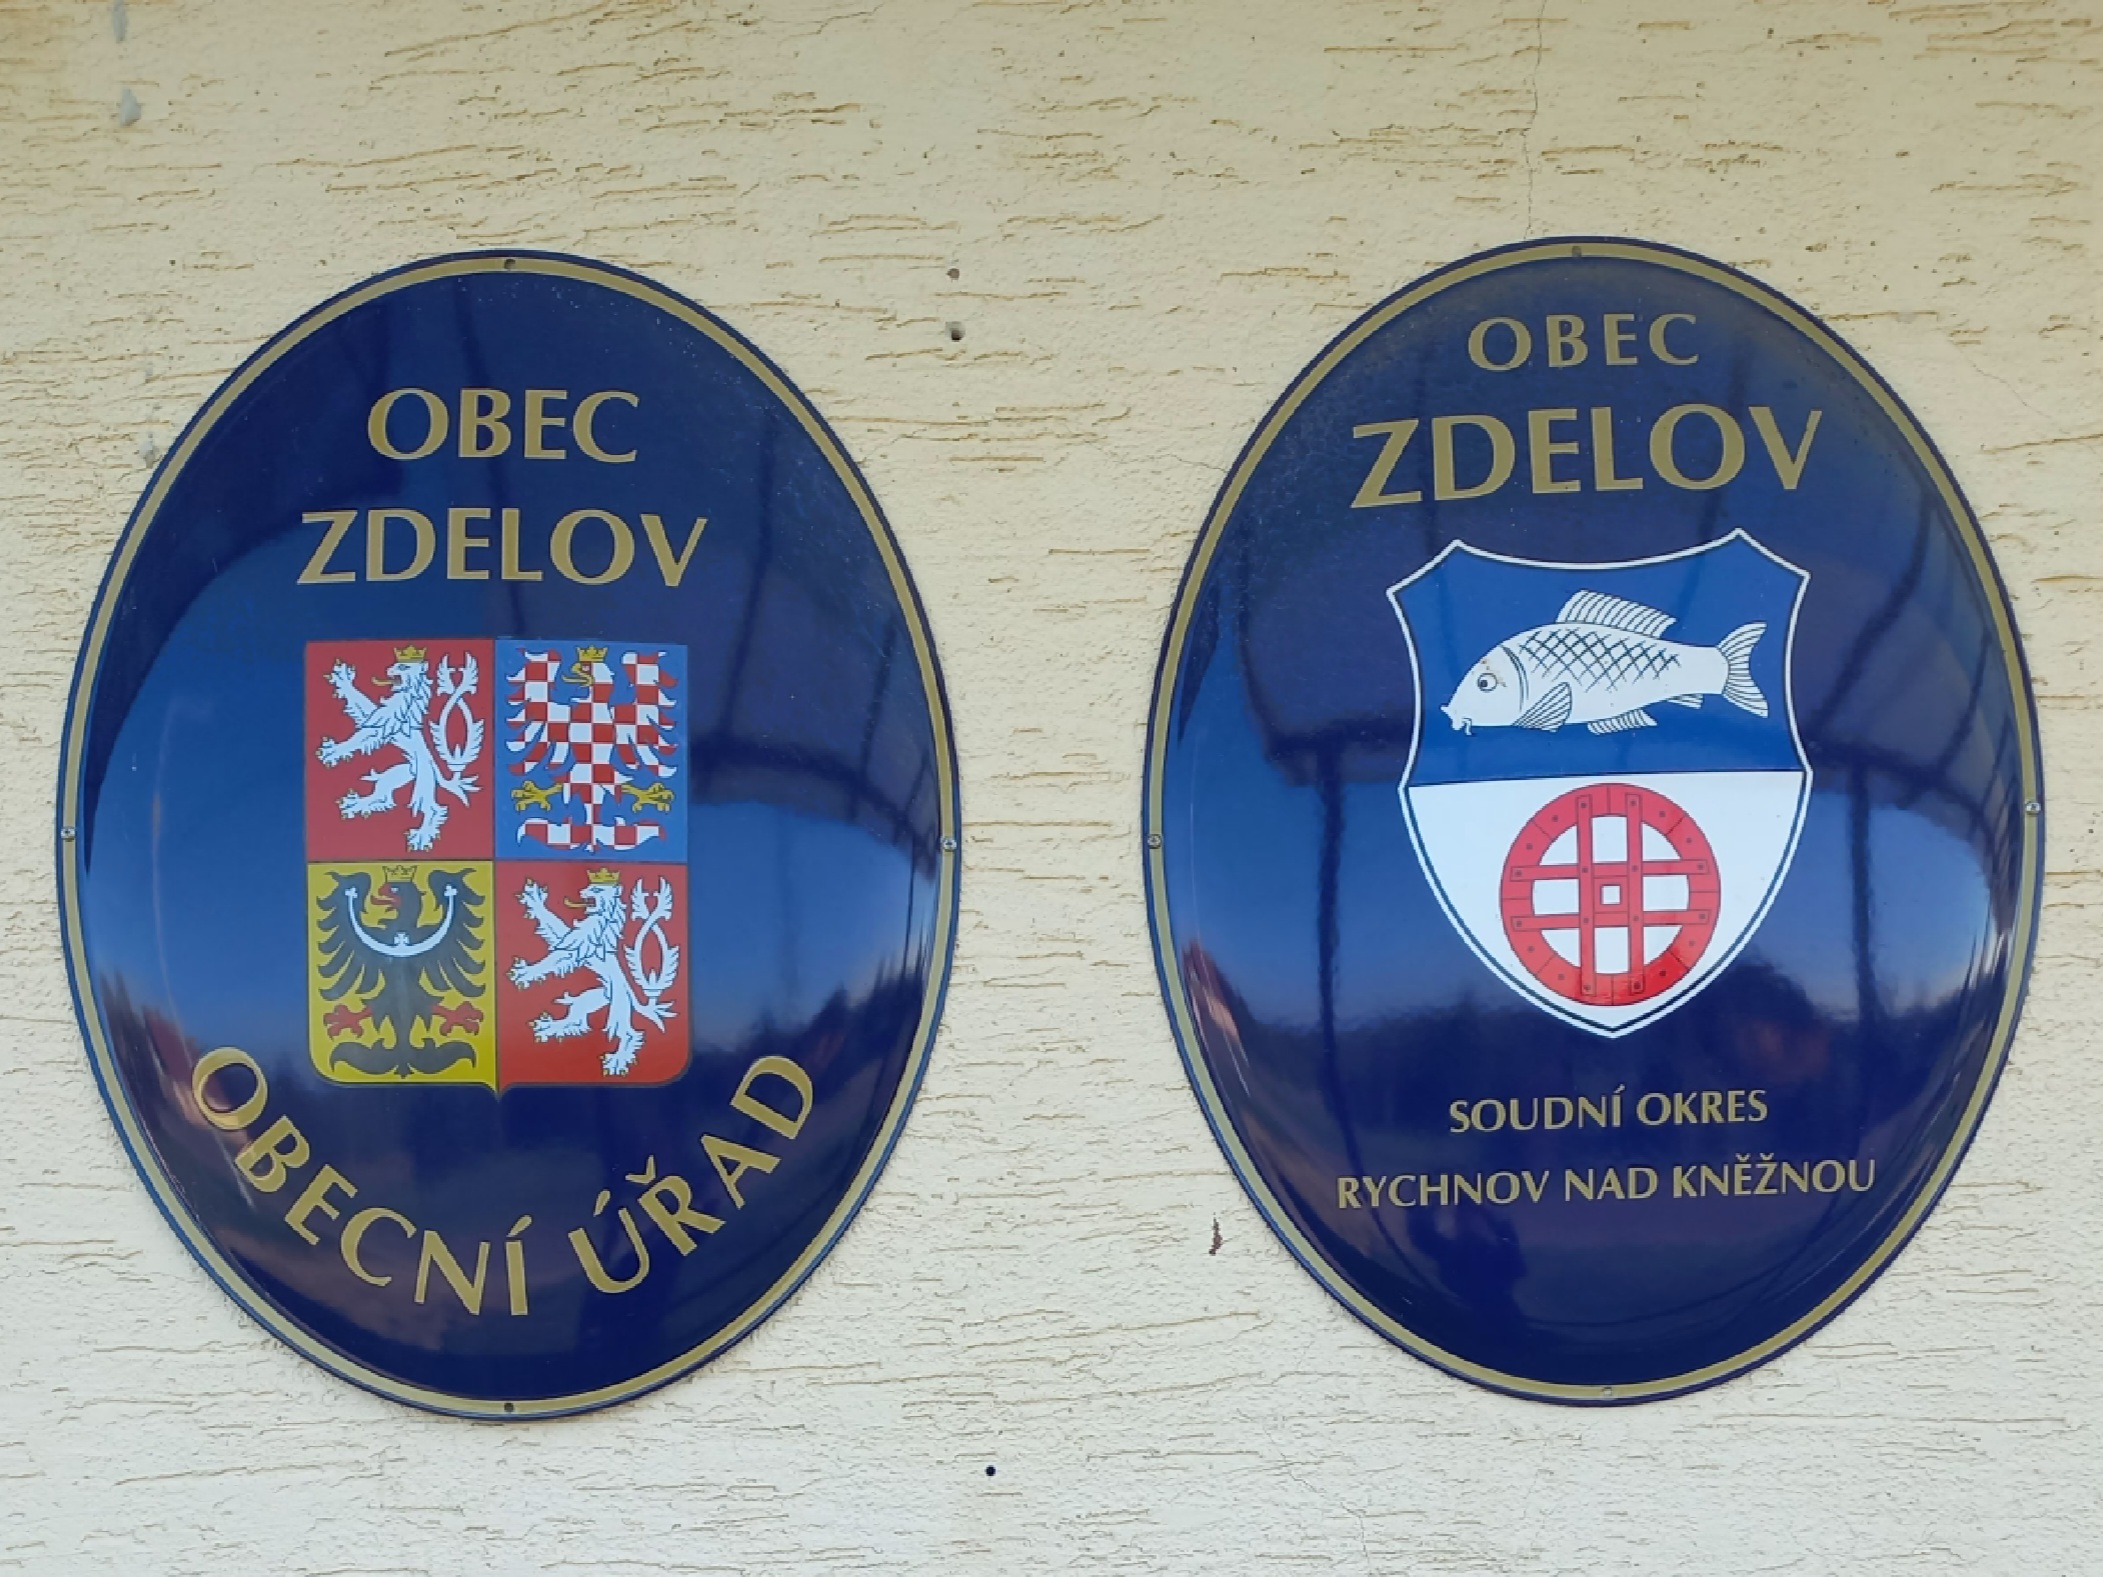 OBEC
ZDELOV
OBECNÍ ÚŘAD
OBEC
ZDELOV
SOUDNÍ OKRES
RYCHNOV NAD KNĚŽNOU